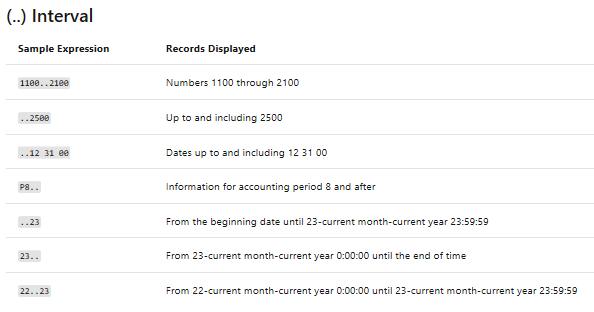 (..) Interval
Sample Expression Records Displayed
1100..2100 Numbers 1100 through 2100
..2500 Up to and including 2500
..12 31 00 Dates up to and including 12 31 00
P8.. Information for accounting period 8 and after
..23 From the beginning date until 23-current month-current year 23:59:59
23.. From 23-current month-current year 0:00:00 until the end of time
22..23 From 22-current month-current year 0:00:00 until 23-current month-current year 23:59:59